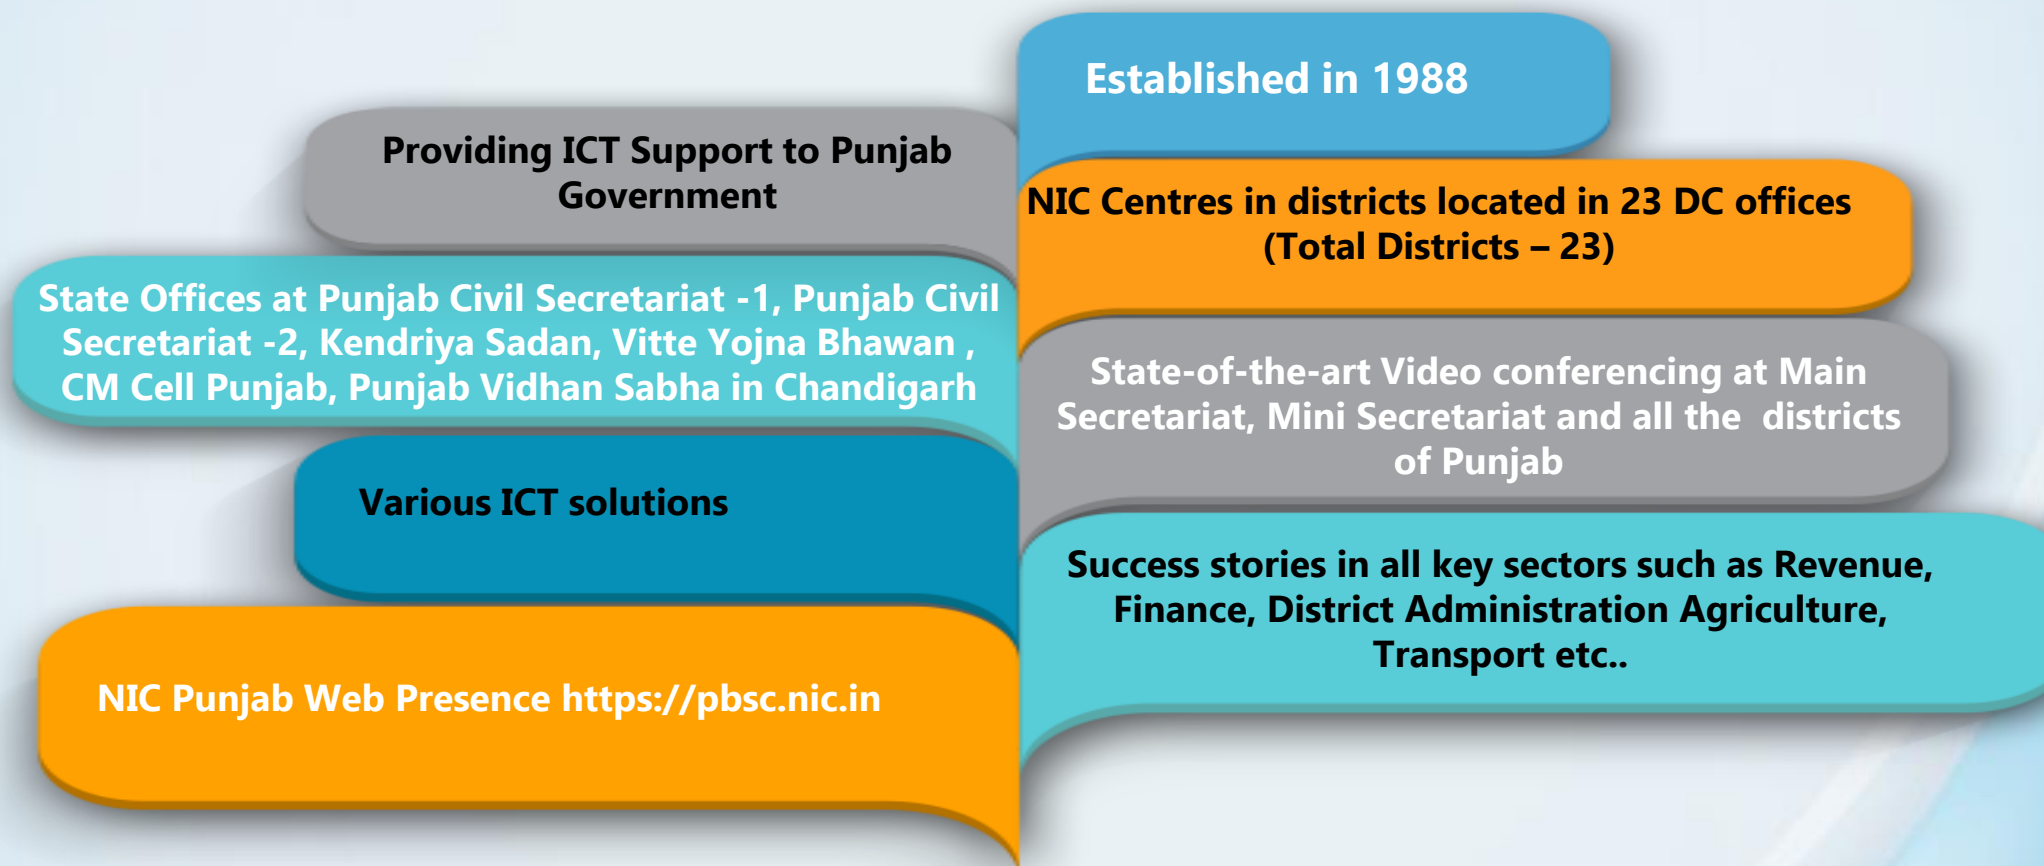 Established in 1988
Providing ICT Support to Punjab
Government
NIC Centres in districts located in 23 DC offices
(Total Districts – 23)
State Offices at Punjab Civil Secretariat -1, Punjab Civil
Secretariat -2, Kendriya Sadan, Vitte Yojna Bhawan ,
CM Cell Punjab, Punjab Vidhan Sabha in Chandigarh
State-of-the-art Video conferencing at Main
Secretariat, Mini Secretariat and all the  districts
of Punjab
Various ICT solutions
Success stories in all key sectors such as Revenue,
Finance, District Administration Agriculture,
Transport etc..
NIC Punjab Web Presence https://pbsc.nic.in